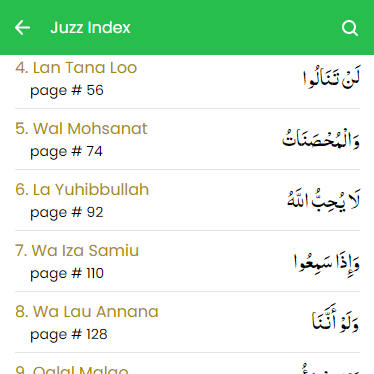 Juzz Index
4. Lan Tana Loo لَنْ تَنَالُوا
page # 56
5. Wal Mohsanat وَالْمُحْصَنَاتُ
page # 74
6. La Yuhibbullah لَا يُحِبُّ اللَّهُ
page # 92
7. Wa Iza Samiu وَإِذَا سَمِعُوا
page # 110
8. Wa Lau Annana وَلَوْ أَنَّنَا
page # 128
9. Qalal Malao